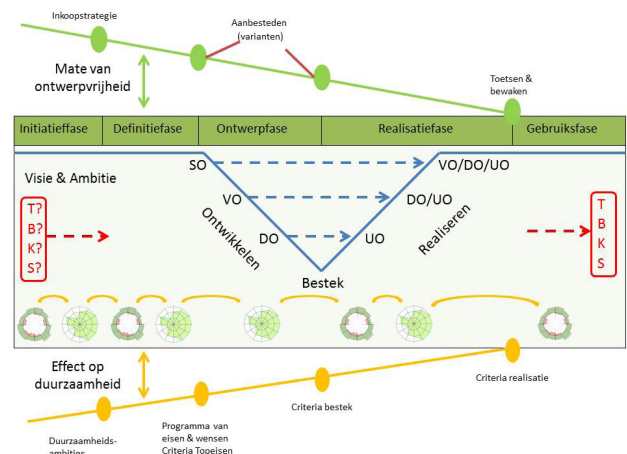 Inkoopstrategie
Aanbesteden
(varianten)
Mate van
ontwerpvrijheid
Toetsen &
bewaken
Initiatieffase
Definitiefase
Ontwerpfase
Realisatiefase
Gebruiksfase
SO
VO/DO/UO
Visie & Ambitie
T?
B?
K?
S?
VO
DO/UO
T
B
K
S
Ontwikkelen
Realiseren
DO
UO
Bestek
Effect op
duurzaamheid
Criteria realisatie
Criteria bestek
Programma van
eisen & wensen
Criteria Topeisen
Duurzaamheids-
ambities